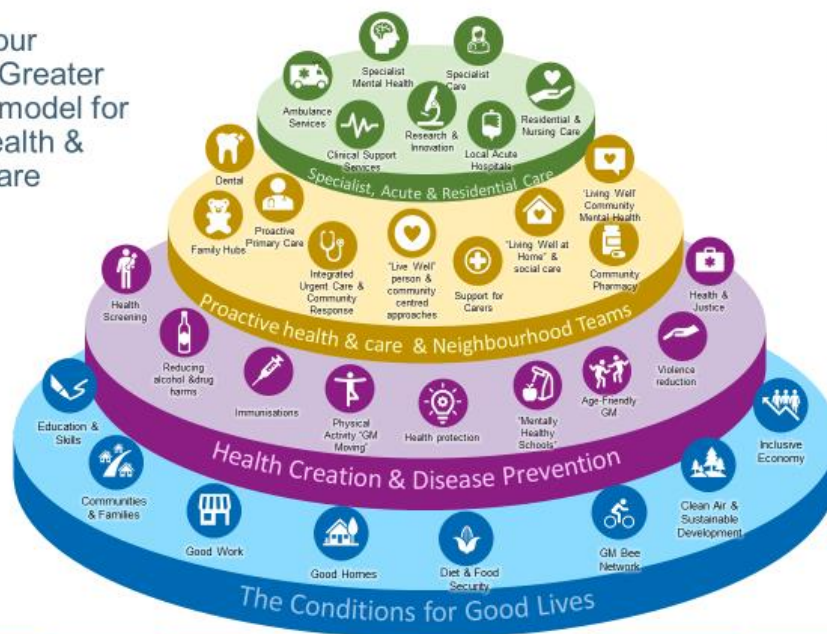 our
Greater
model for
ealth &
are
Specialist
Mental Health
Specialist
Care
Ambulance
Services
Research &
Innovation
Residential &
Nursing Care
Clinical Support
Services
Local Acute
Hospitals
Specialist, Acute & Residential Care
Dental
'Living Well'
Community
Mental Health
Family Hubs
Proactive
Primary Care
Integrated
Urgent Care &
Community
Response
"Live Well"
person &
community
centred
approaches
Support for
Carers
"Living Well at
Home" &
social care
Community
Pharmacy
Proactive health & care & Neighbourhood Teams
Health
Screening
Health &
Justice
Reducing
alcohol &drug
harms
Immunisations
Physical
Activity "GM
Moving'
Health protection
"Mentally
Healthy
Schools"
Age-Friendly
GM
Violence
reduction
Health Creation & Disease Prevention
Education &
Skills
Inclusive
Economy
Communities
& Families
Good Work
Good Homes
Diet & Food
Security
GM Bee
Network
Clean Air &
Sustainable
Development
The Conditions for Good Lives